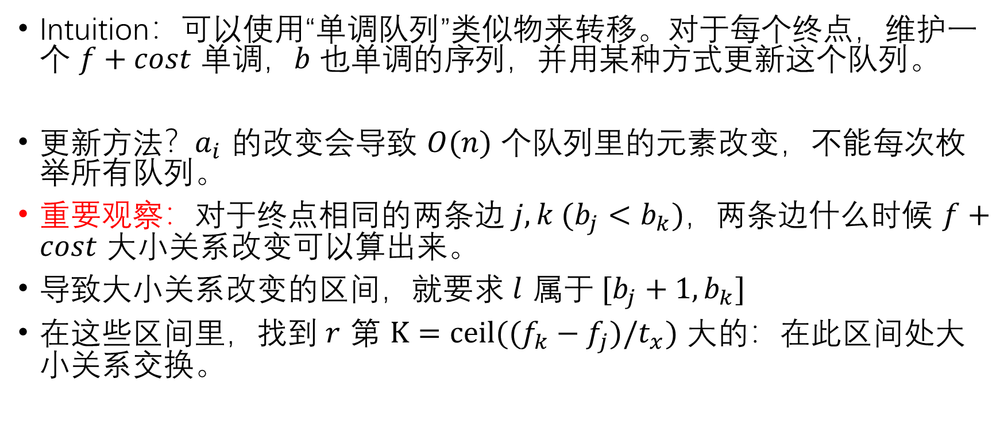 • Intuition：可以使用“单调队列”类似物来转移。对于每个终点，维护一
个 f + cost 单调，b 也单调的序列，并用某种方式更新这个队列。
• 更新方法？a_i 的改变会导致 O(n) 个队列里的元素改变，不能每次枚
举所有队列。
• 重要观察：对于终点相同的两条边 j, k (b_j < b_k)，两条边什么时候 f +
cost 大小关系改变可以算出来。
• 导致大小关系改变的区间，就要求 l 属于 [b_j + 1, b_k]
• 在这些区间里，找到 r 第 K = ceil((f_k − f_j)/t_x) 大的：在此区间处大
小关系交换。